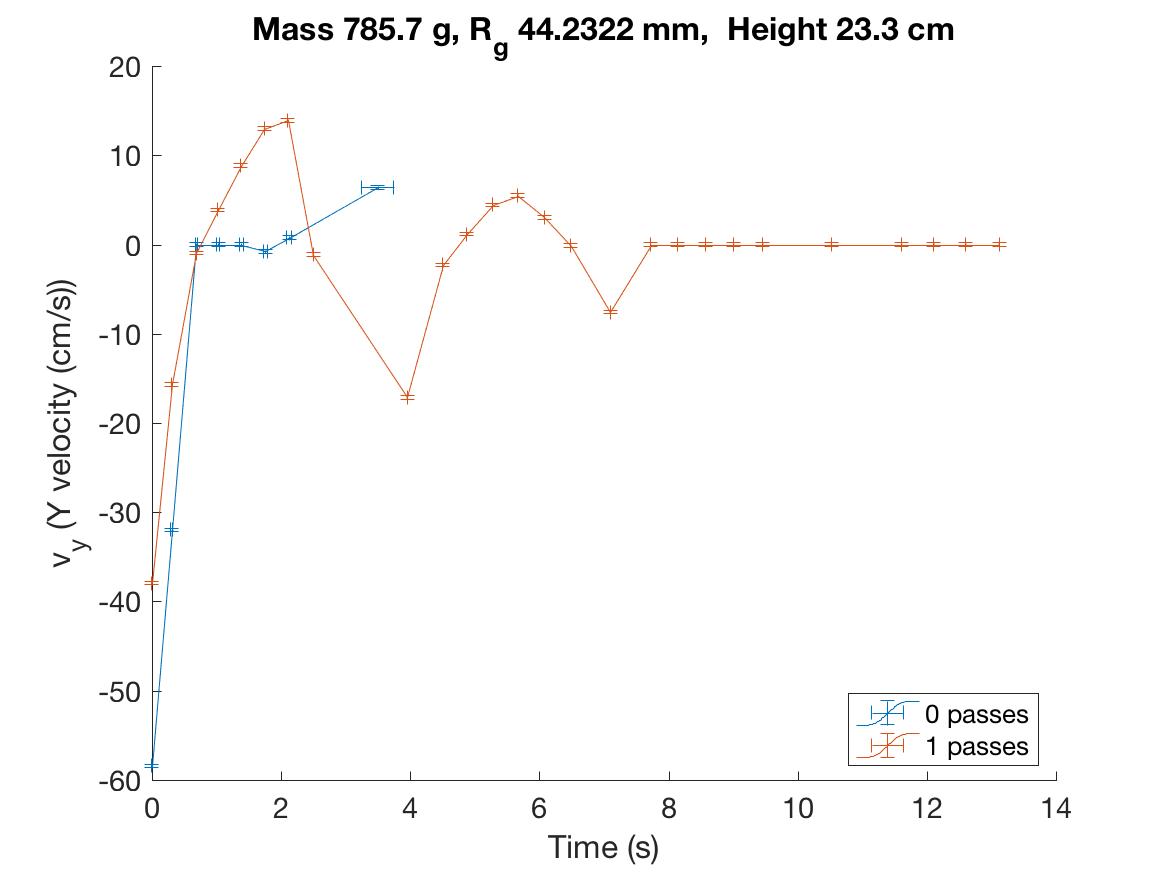 Mass 785.7 g, Rg 44.2322 mm, Height 23.3 cm
20
10
0
-10
-20
-30
-40
-50
-60
vy (Y velocity (cm/s))
0 2 4 6 8 10 12 14
Time (s)
0 passes
1 passes